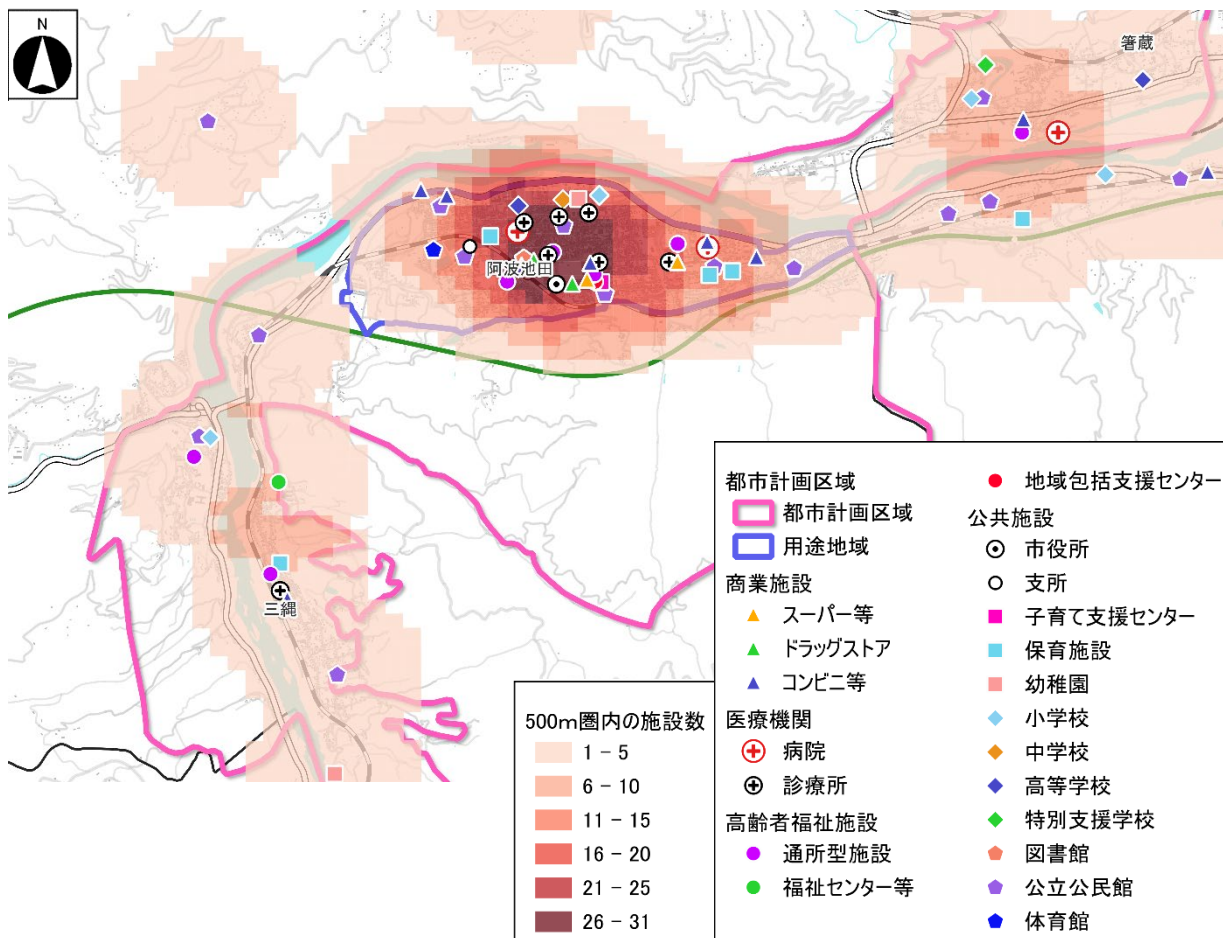 N
箸蔵
阿波池田
三縄
500m圏内の施設数
1 - 5
6 - 10
11 - 15
16 - 20
21 - 25
26 - 31
都市計画区域
都市計画区域
用途地域
商業施設
スーパー等
ドラッグストア
コンビニ等
医療機関
病院
診療所
高齢者福祉施設
通所型施設
福祉センター等
地域包括支援センター
公共施設
市役所
支所
子育て支援センター
保育施設
幼稚園
小学校
中学校
高等学校
特別支援学校
図書館
公立公民館
体育館